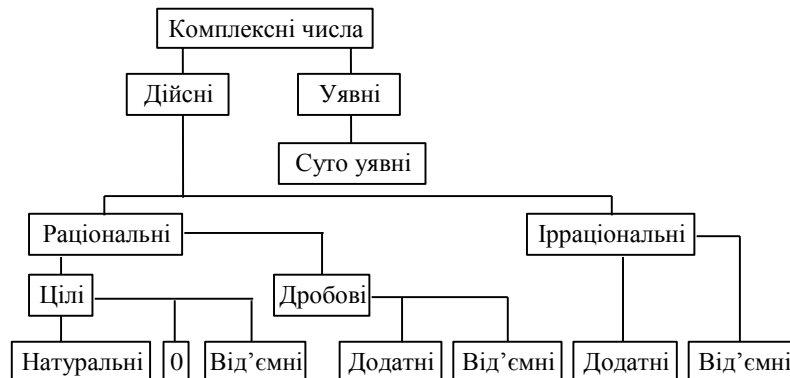 Комплексні числа
Дійсні
Уявні
Суто уявні
Раціональні
Ірраціональні
Цілі
Дробові
Натуральні
0
Від’ємні
Додатні
Від’ємні
Додатні
Від’ємні